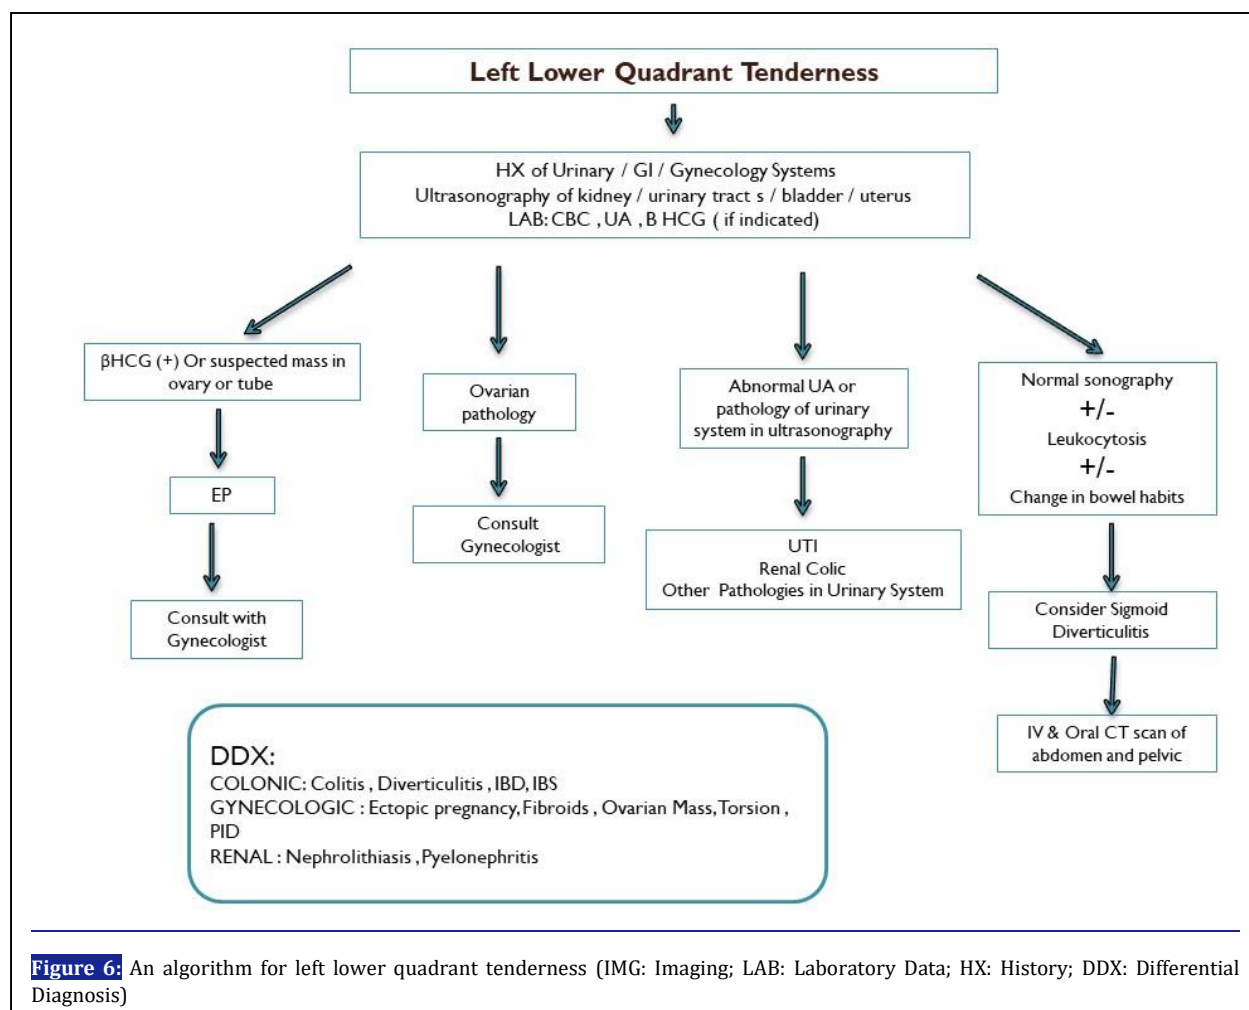 Left Lower Quadrant Tenderness
HX of Urinary / GI / Gynecology Systems
Ultrasonography of kidney / urinary tract s / bladder / uterus
LAB: CBC , UA , B HCG ( if indicated)
βHCG (+) Or suspected mass in
ovary or tube
EP
Consult with
Gynecologist
Ovarian
pathology
Consult
Gynecologist
Abnormal UA or
pathology of urinary
system in ultrasonography
UTI
Renal Colic
Other Pathologies in Urinary System
Normal sonography
+/-
Leukocytosis
+/-
Change in bowel habits
Consider Sigmoid
Diverticulitis
IV & Oral CT scan of
abdomen and pelvic
DDX:
COLONIC: Colitis , Diverticulitis , IBD, IBS
GYNECOLOGIC : Ectopic pregnancy, Fibroids , Ovarian Mass, Torsion ,
PID
RENAL : Nephrolithiasis , Pyelonephritis
Figure 6: An algorithm for left lower quadrant tenderness (IMG: Imaging; LAB: Laboratory Data; HX: History; DDX: Differential
Diagnosis)